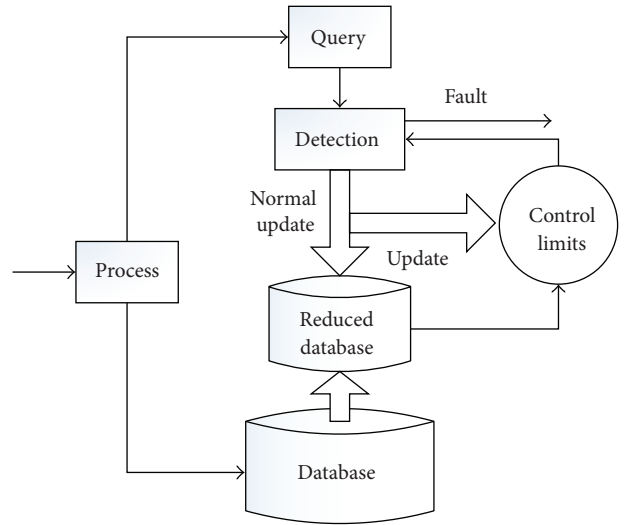 Query
Fault
Detection
Normal
update
Control
limits
Update
Process
Reduced
database
Database